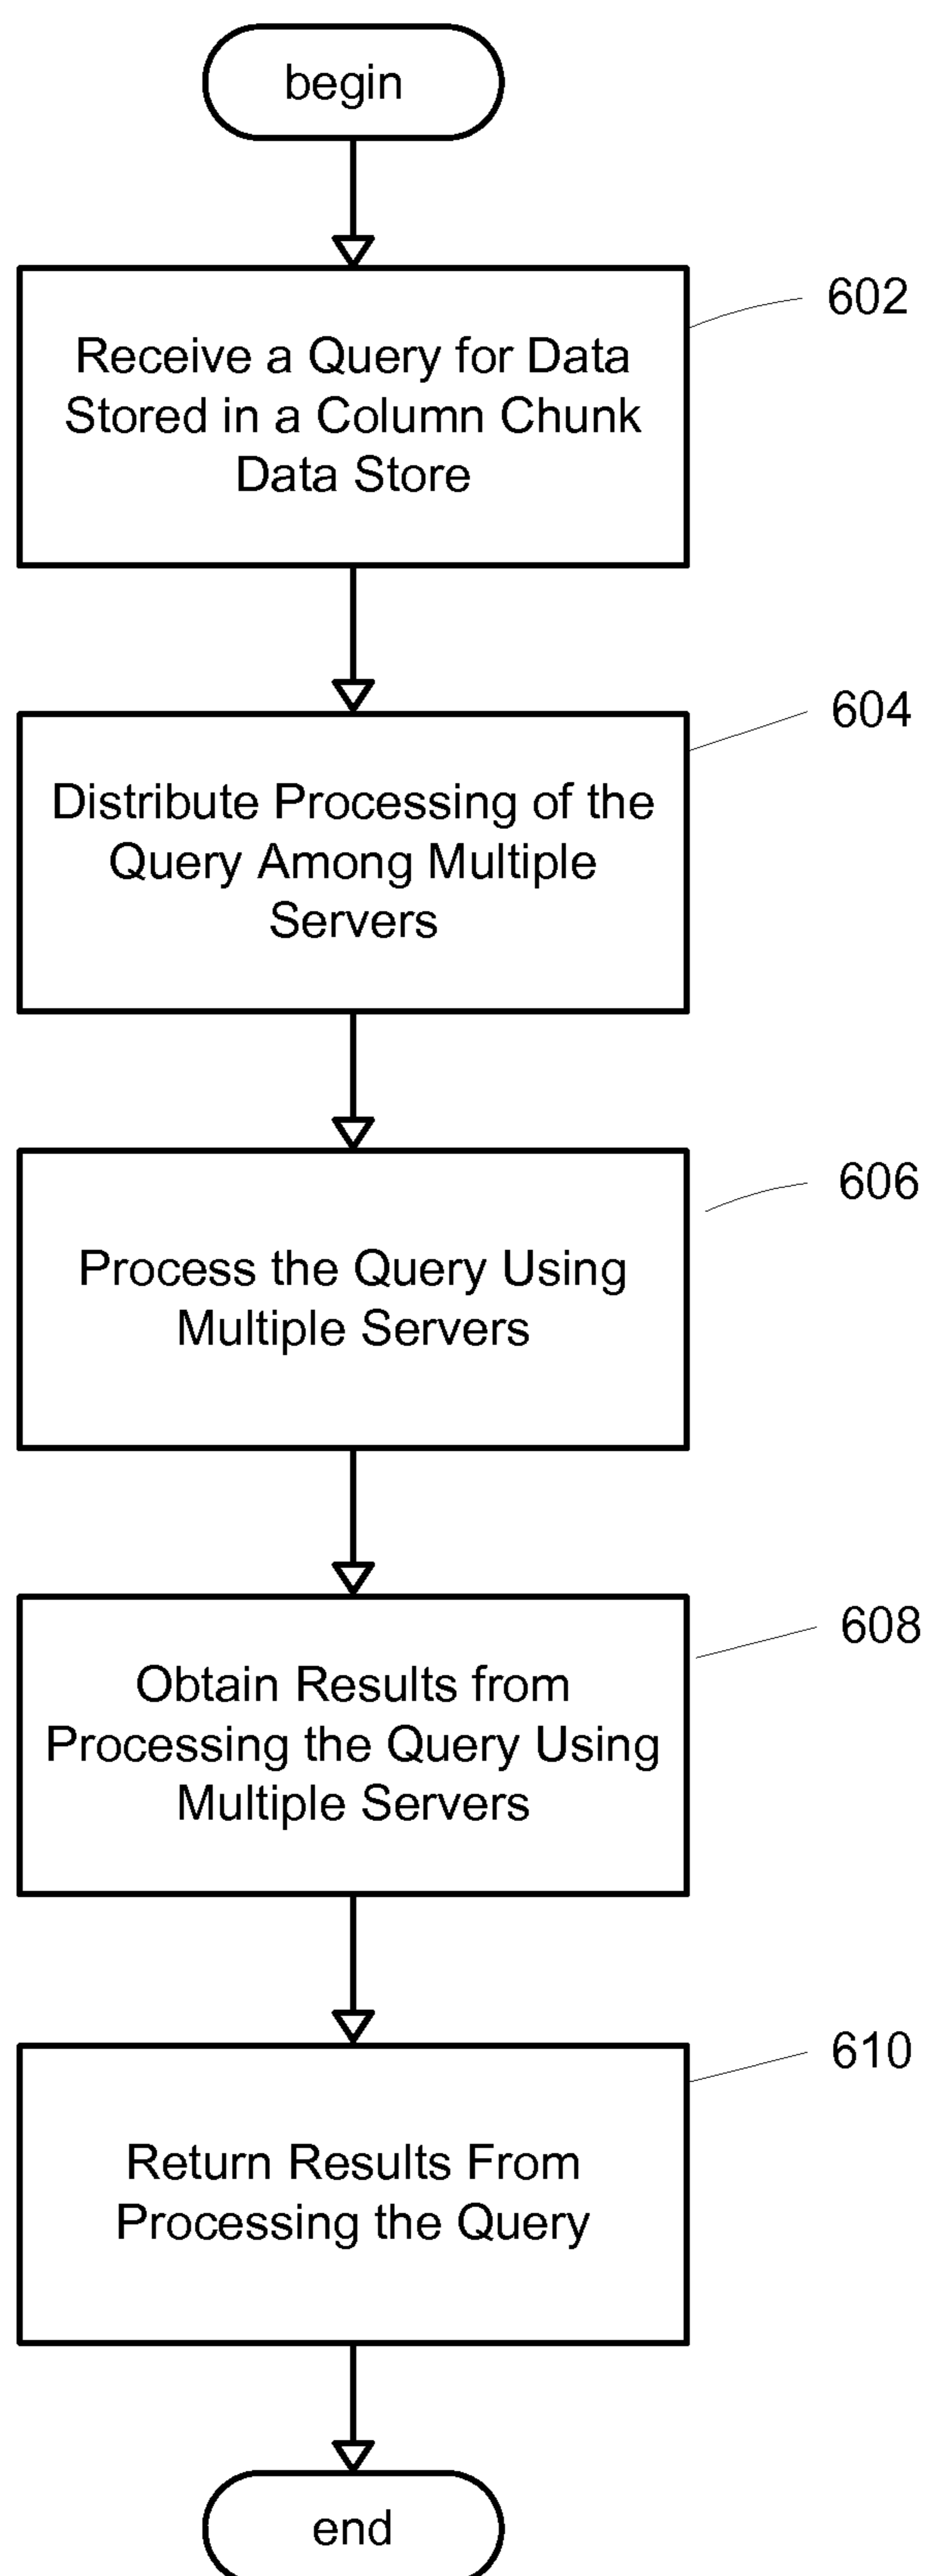 begin
602
Receive a Query for Data
Stored in a Column Chunk
Data Store
604
Distribute Processing of the
Query Among Multiple
Servers
606
Process the Query Using
Multiple Servers
608
Obtain Results from
Processing the Query Using
Multiple Servers
610
Return Results From
Processing the Query
end